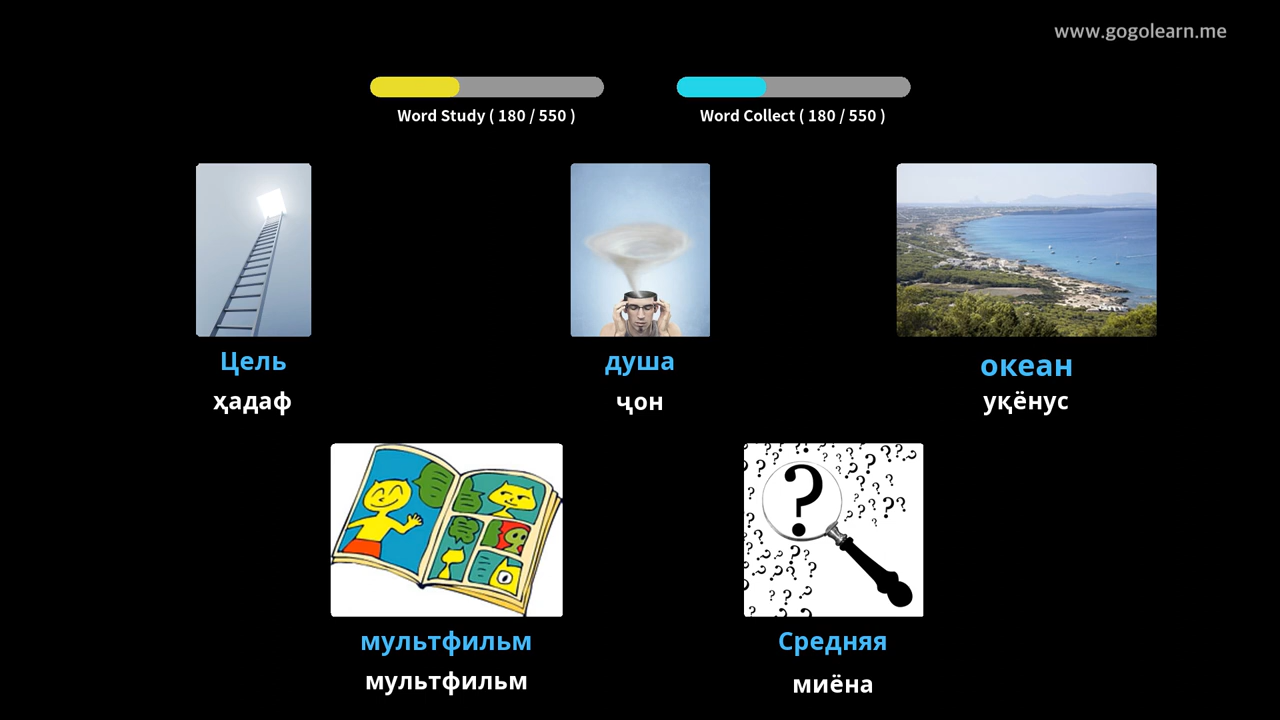 www.gogolearn.me
Word Study ( 180 / 550 )
Word Collect ( 180 / 550 )
Цель
ҳадаф
душа
ҷон
океан
уқёнус
мультфильм
мультфильм
Средняя
миёна